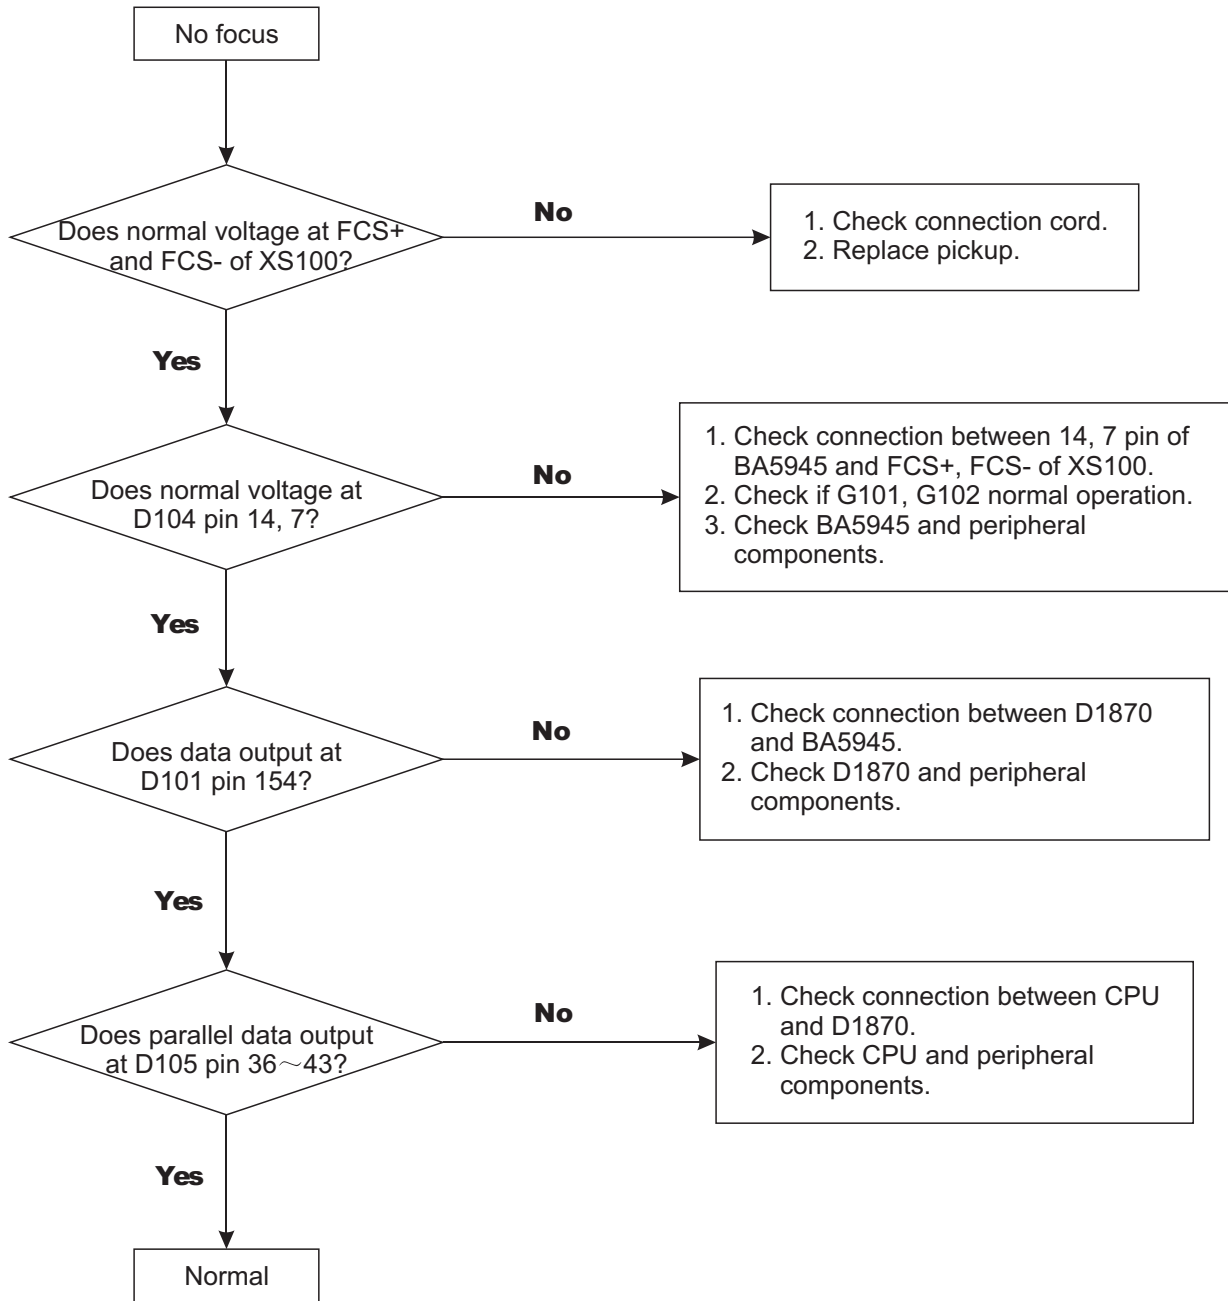 No focus
Does normal voltage at FCS+
and FCS- of XS100?
No
1. Check connection cord.
2. Replace pickup.
Yes
Does normal voltage at
D104 pin 14, 7?
No
1. Check connection between 14, 7 pin of
BA5945 and FCS+, FCS- of XS100.
2. Check if G101, G102 normal operation.
3. Check BA5945 and peripheral
components.
Yes
Does data output at
D101 pin 154?
No
1. Check connection between D1870
and BA5945.
2. Check D1870 and peripheral
components.
Yes
Does parallel data output
at D105 pin 36～43?
No
1. Check connection between CPU
and D1870.
2. Check CPU and peripheral
components.
Yes
Normal